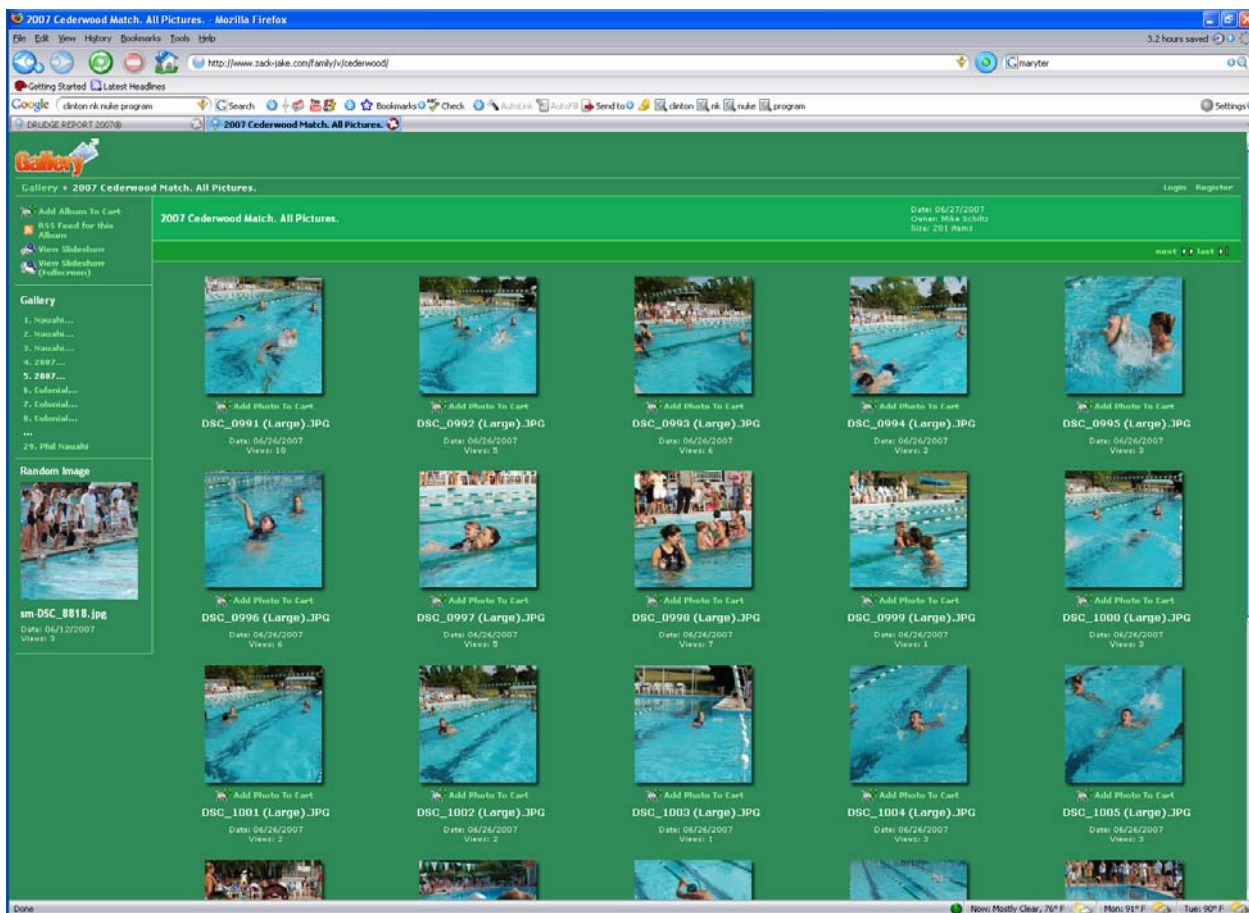 2007 Cederwood Match. All Pictures. - Mozilla Firefox
File Edit View History Bookmarks Tools Help
3.2 hours saved
http://www.zack-jake.com/family/v/cederwood/
maryter
Getting Started Latest Headlines
Google clinton nk nuke program Search Bookmarks Check AutoLink AutoFill Send to clinton nk nuke program Settings
DRUDGE REPORT 2007® 2007 Cederwood Match. All Pictures.
Gallery
Gallery » 2007 Cederwood Match. All Pictures.
Login Register
Add Album To Cart
RSS Feed for this
Album
View Slideshow
View Slideshow
(Fullscreen)
2007 Cederwood Match. All Pictures.
Date: 06/27/2007
Owner: Mike Schiltz
Size: 281 items
next last
Gallery
1. Nauahi...
2. Nauahi...
3. Nauahi...
4. 2007...
5. 2007...
6. Colonial...
7. Colonial...
8. Colonial...
...
29. Phil Nauahi
Random Image
sm-DSC_8818.jpg
Date: 06/12/2007
Views: 3
Add Photo To Cart Add Photo To Cart Add Photo To Cart Add Photo To Cart Add Photo To Cart
DSC_0991 (Large).JPG DSC_0992 (Large).JPG DSC_0993 (Large).JPG DSC_0994 (Large).JPG DSC_0995 (Large).JPG
Date: 06/26/2007 Date: 06/26/2007 Date: 06/26/2007 Date: 06/26/2007 Date: 06/26/2007
Views: 10 Views: 5 Views: 6 Views: 2 Views: 3
Add Photo To Cart Add Photo To Cart Add Photo To Cart Add Photo To Cart Add Photo To Cart
DSC_0996 (Large).JPG DSC_0997 (Large).JPG DSC_0998 (Large).JPG DSC_0999 (Large).JPG DSC_1000 (Large).JPG
Date: 06/26/2007 Date: 06/26/2007 Date: 06/26/2007 Date: 06/26/2007 Date: 06/26/2007
Views: 6 Views: 5 Views: 7 Views: 1 Views: 3
Add Photo To Cart Add Photo To Cart Add Photo To Cart Add Photo To Cart Add Photo To Cart
DSC_1001 (Large).JPG DSC_1002 (Large).JPG DSC_1003 (Large).JPG DSC_1004 (Large).JPG DSC_1005 (Large).JPG
Date: 06/26/2007 Date: 06/26/2007 Date: 06/26/2007 Date: 06/26/2007 Date: 06/26/2007
Views: 2 Views: 2 Views: 1 Views: 3 Views: 3
Done
Now: Mostly Clear, 76° F Mon: 91° F Tue: 90° F